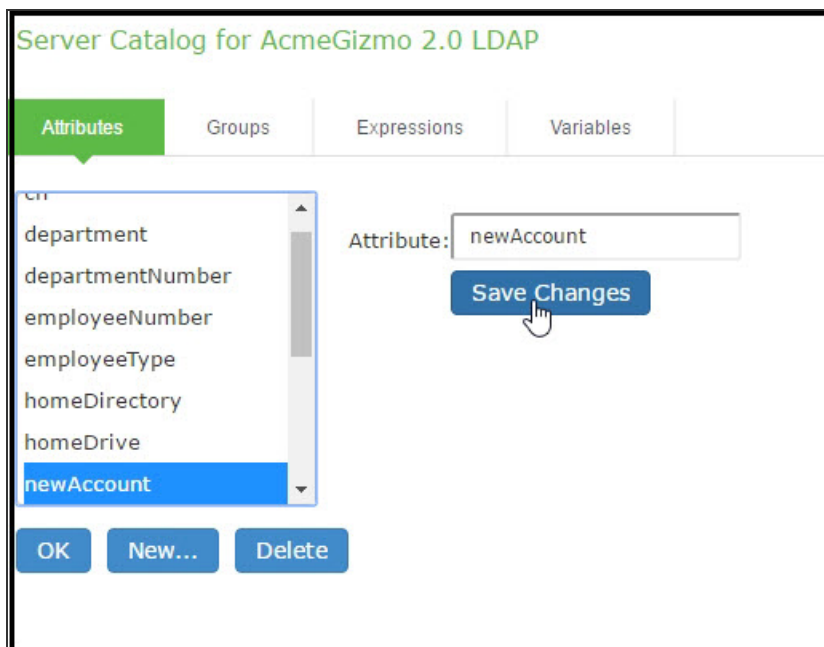 Server Catalog for AcmeGizmo 2.0 LDAP
Attributes Groups Expressions Variables
cn
department
departmentNumber
employeeNumber
employeeType
homeDirectory
homeDrive
newAccount
Attribute: newAccount
Save Changes
OK New... Delete